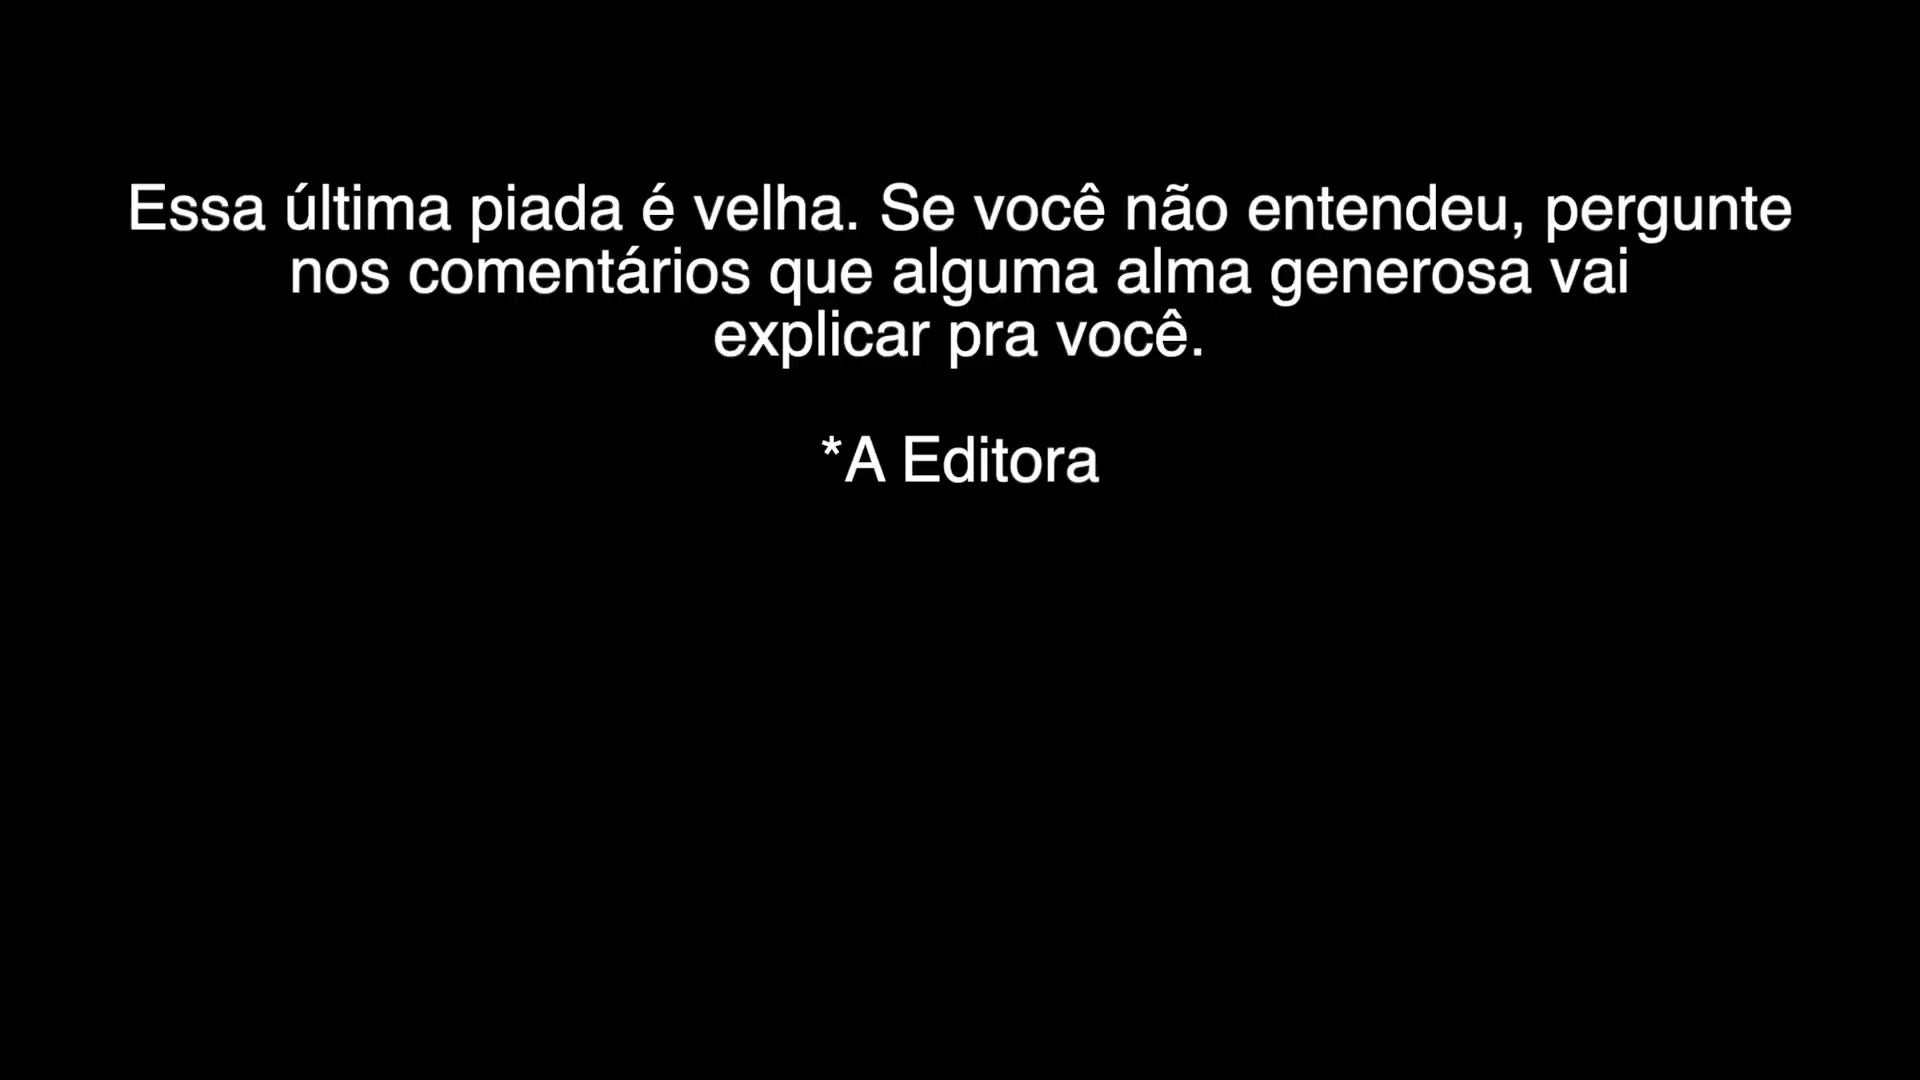 Essa última piada é velha. Se você não entendeu, pergunte
nos comentários que alguma alma generosa vai
explicar pra você.
*A Editora